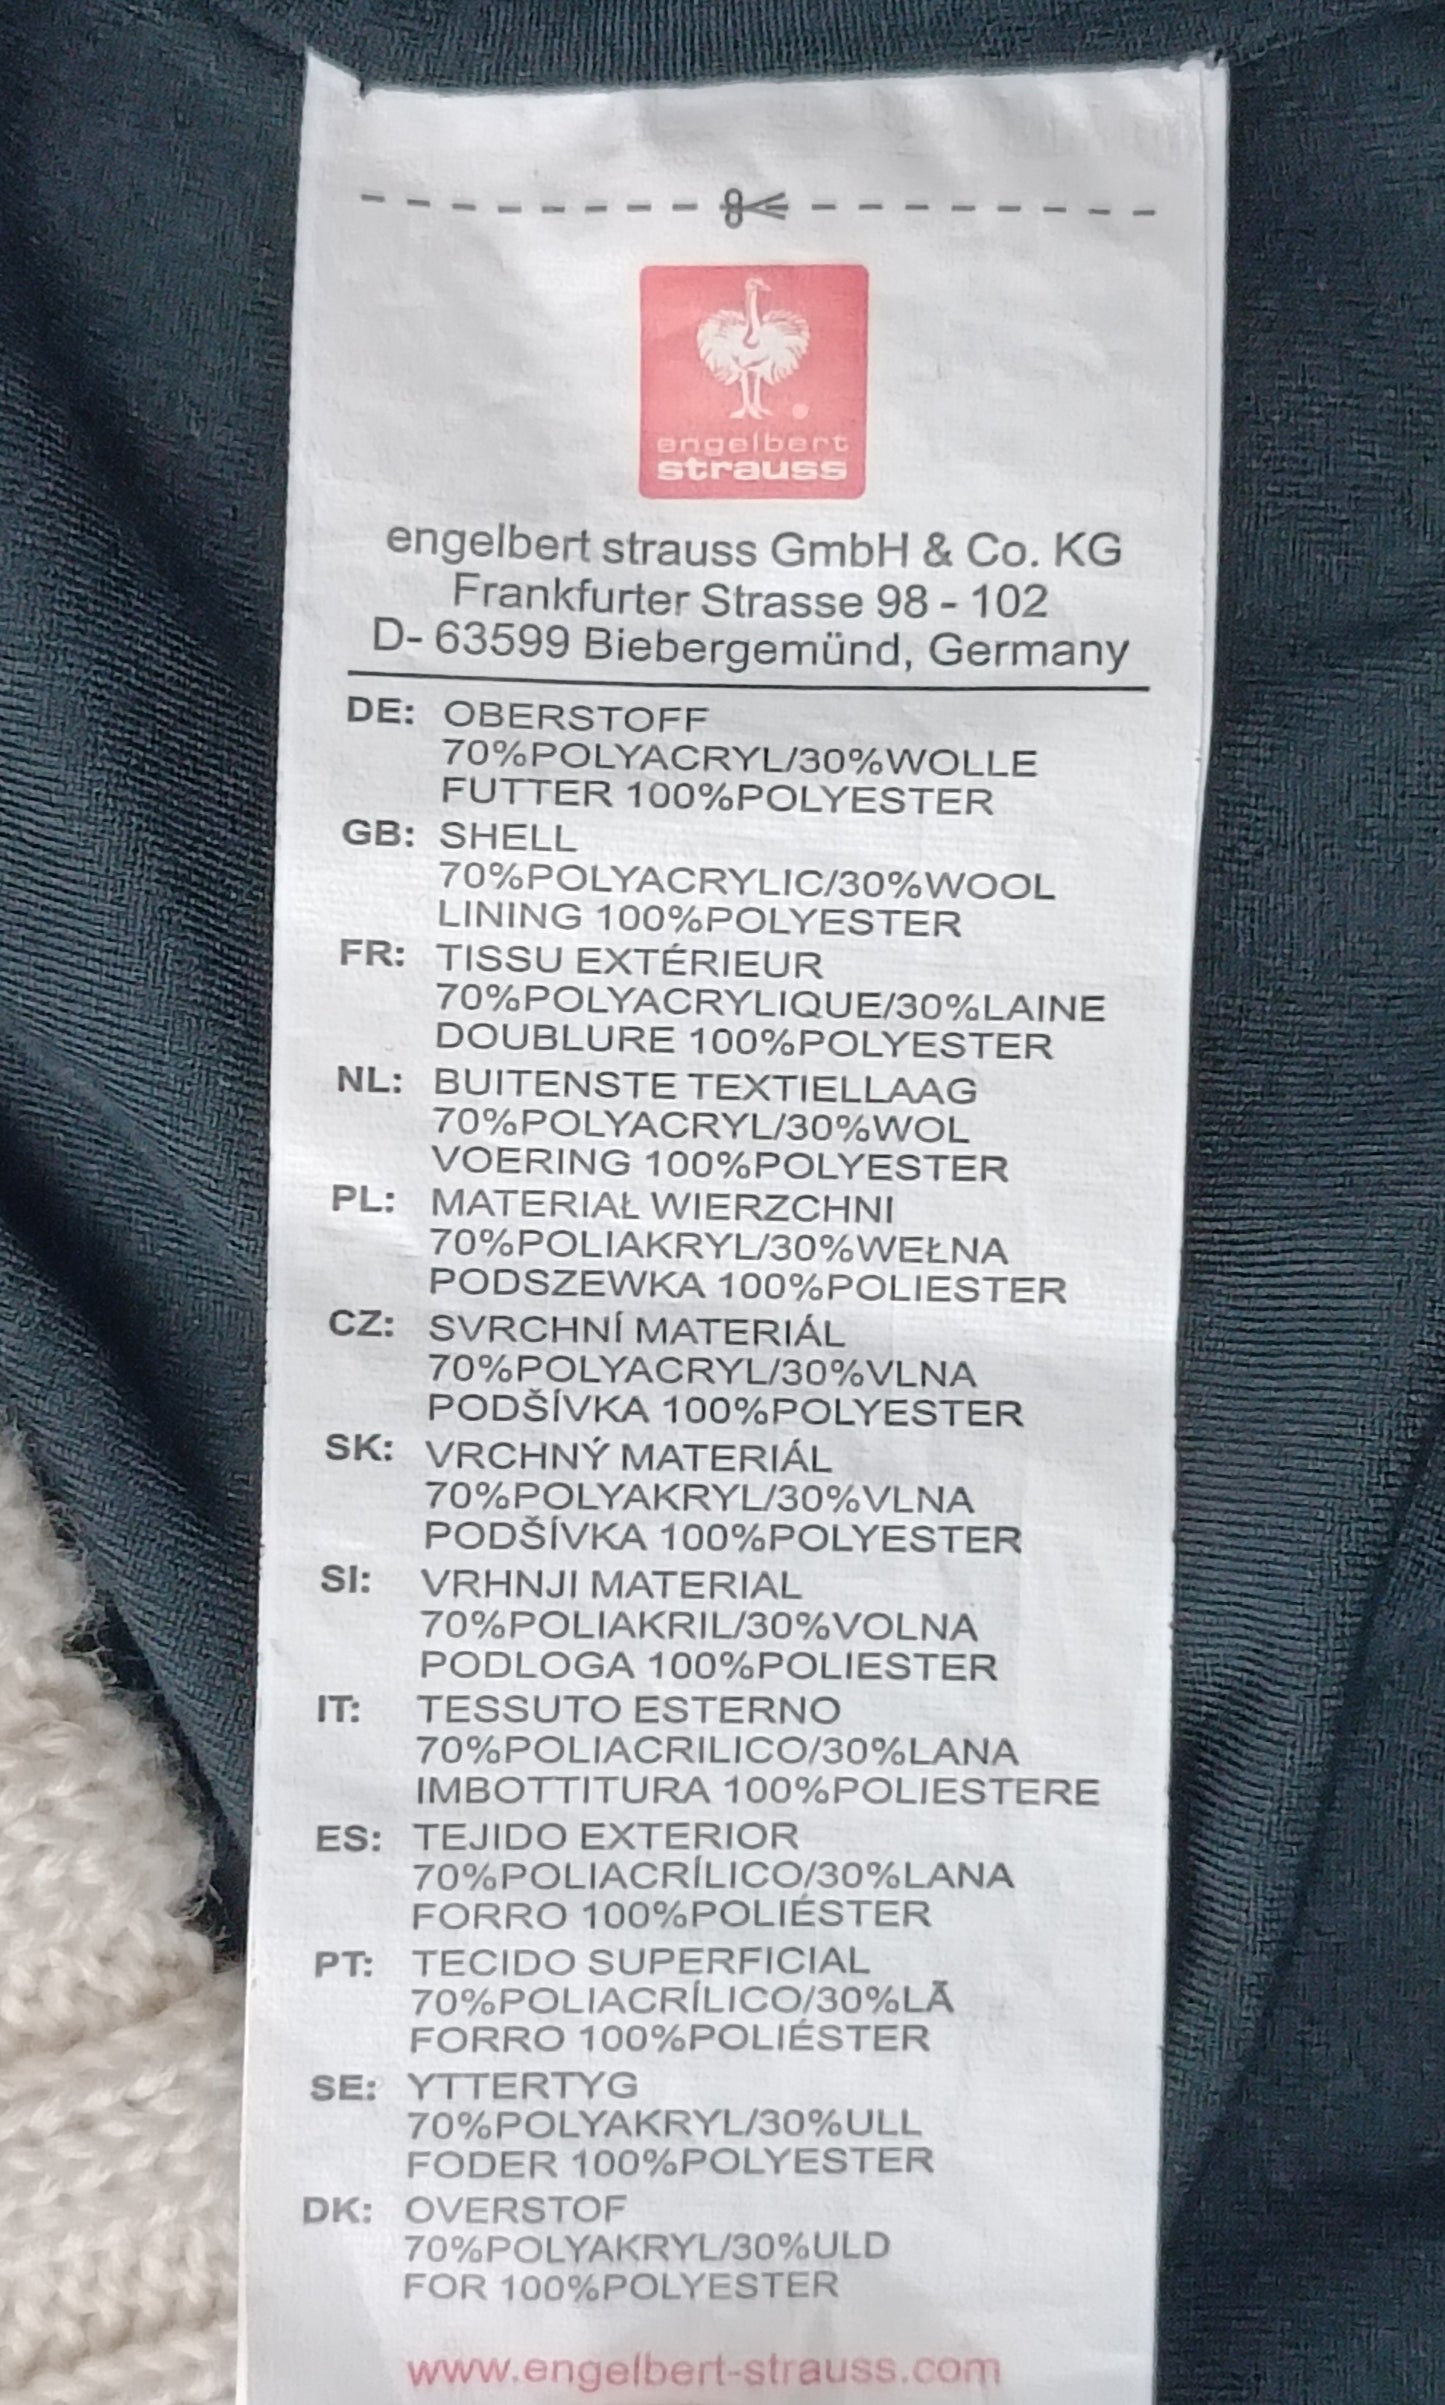 engelbert
strauss
engelbert strauss GmbH & Co. KG
Frankfurter Strasse 98 - 102
D- 63599 Biebergemünd, Germany
DE: OBERSTOFF
70%POLYACRYL/30%WOLLE
FUTTER 100%POLYESTER
GB: SHELL
70%POLYACRYLIC/30%WOOL
LINING 100%POLYESTER
FR: TISSU EXTÉRIEUR
70%POLYACRYLIQUE/30%LAINE
DOUBLURE 100%POLYESTER
NL: BUITENSTE TEXTIELLAAG
70%POLYACRYL/30%WOL
VOERING 100%POLYESTER
PL: MATERIAŁ WIERZCHNI
70%POLIAKRYL/30%WEŁNA
PODSZEWKA 100%POLIESTER
CZ: SVRCHNÍ MATERIÁL
70%POLYACRYL/30%VLNA
PODŠÍVKA 100%POLYESTER
SK: VRCHNÝ MATERIÁL
70%POLYAKRYL/30%VLNA
PODŠÍVKA 100%POLYESTER
SI: VRHNJI MATERIAL
70%POLIAKRIL/30%VOLNA
PODLOGA 100%POLIESTER
IT: TESSUTO ESTERNO
70%POLIACRILICO/30%LANA
IMBOTTITURA 100%POLIESTERE
ES: TEJIDO EXTERIOR
70%POLIACRÍLICO/30%LANA
FORRO 100%POLIÉSTER
PT: TECIDO SUPERFICIAL
70%POLIACRÍLICO/30%LÃ
FORRO 100%POLIÉSTER
SE: YTTERTYG
70%POLYAKRYL/30%ULL
FODER 100%POLYESTER
DK: OVERSTOF
70%POLYAKRYL/30%ULD
FOR 100%POLYESTER
www.engelbert-strauss.com